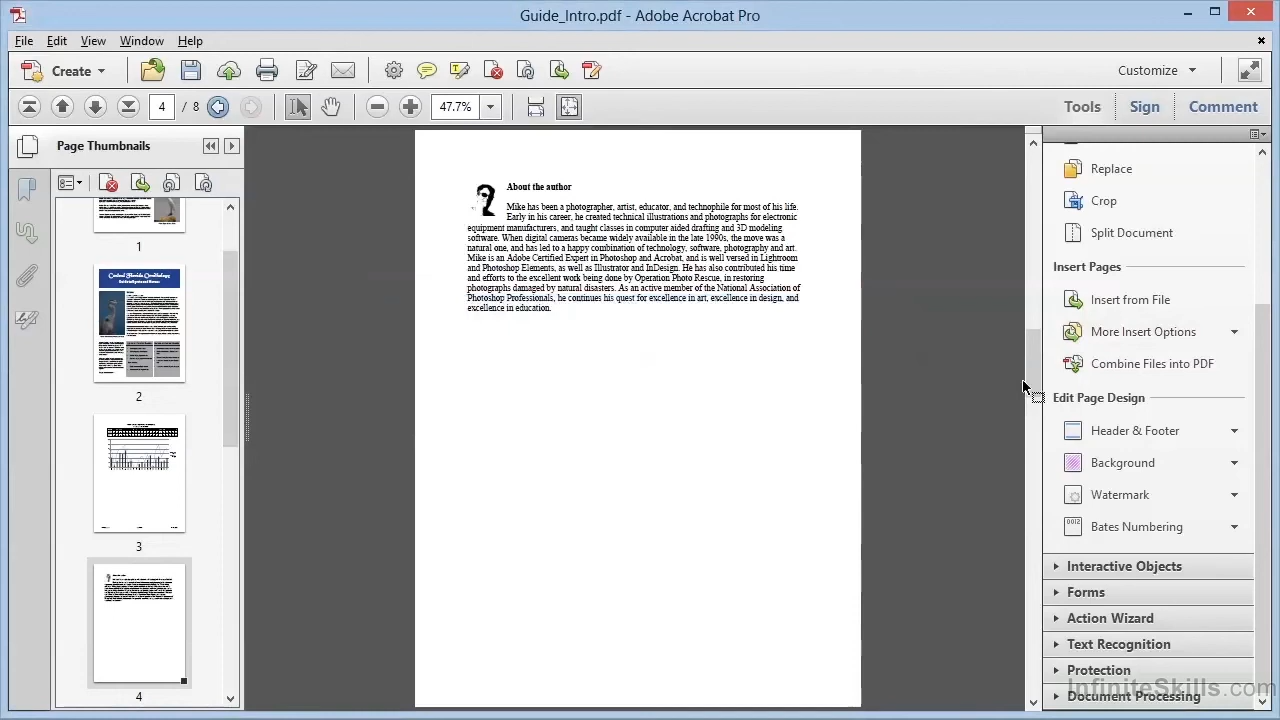 Guide_Intro.pdf - Adobe Acrobat Pro
File Edit View Window Help
Create
Customize
4 / 8
47.7%
Tools Sign Comment
Page Thumbnails
1
Central Florida Ornithology
2
3
4
About the author
Mike has been a photographer, artist, educator, and technophile for most of his life.
Early in his career, he created technical illustrations and photographs for electronic
equipment manufacturers, and taught classes in computer aided drafting and 3D modeling
software. When digital cameras became widely available in the late 1990s, the move was a
natural one, and has led to a happy combination of technology, software, photography and art.
Mike is an Adobe Certified Expert in Photoshop and Acrobat, and is well versed in Lightroom
and Photoshop Elements, as well as Illustrator and InDesign. He has also contributed his time
and efforts to the excellent work being done by Operation Photo Rescue, in restoring
photographs damaged by natural disasters. As an active member of the National Association of
Photoshop Professionals, he continues his quest for excellence in art, excellence in design, and
excellence in education.
Replace
Crop
Split Document
Insert Pages
Insert from File
More Insert Options
Combine Files into PDF
Edit Page Design
Header & Footer
Background
Watermark
Bates Numbering
Interactive Objects
Forms
Action Wizard
Text Recognition
Protection
InfiniteSkills.com
Document Processing